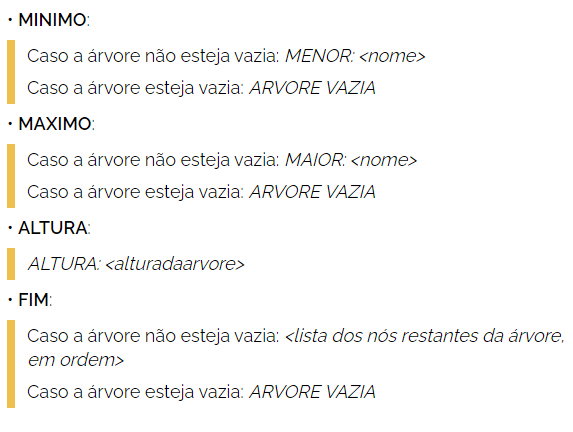 • MINIMO:
Caso a árvore não esteja vazia: MENOR: <nome>
Caso a árvore esteja vazia: ARVORE VAZIA
• MAXIMO:
Caso a árvore não esteja vazia: MAIOR: <nome>
Caso a árvore esteja vazia: ARVORE VAZIA
• ALTURA:
ALTURA: <alturadaarvore>
• FIM:
Caso a árvore não esteja vazia: <lista dos nós restantes da árvore,
em ordem>
Caso a árvore esteja vazia: ARVORE VAZIA